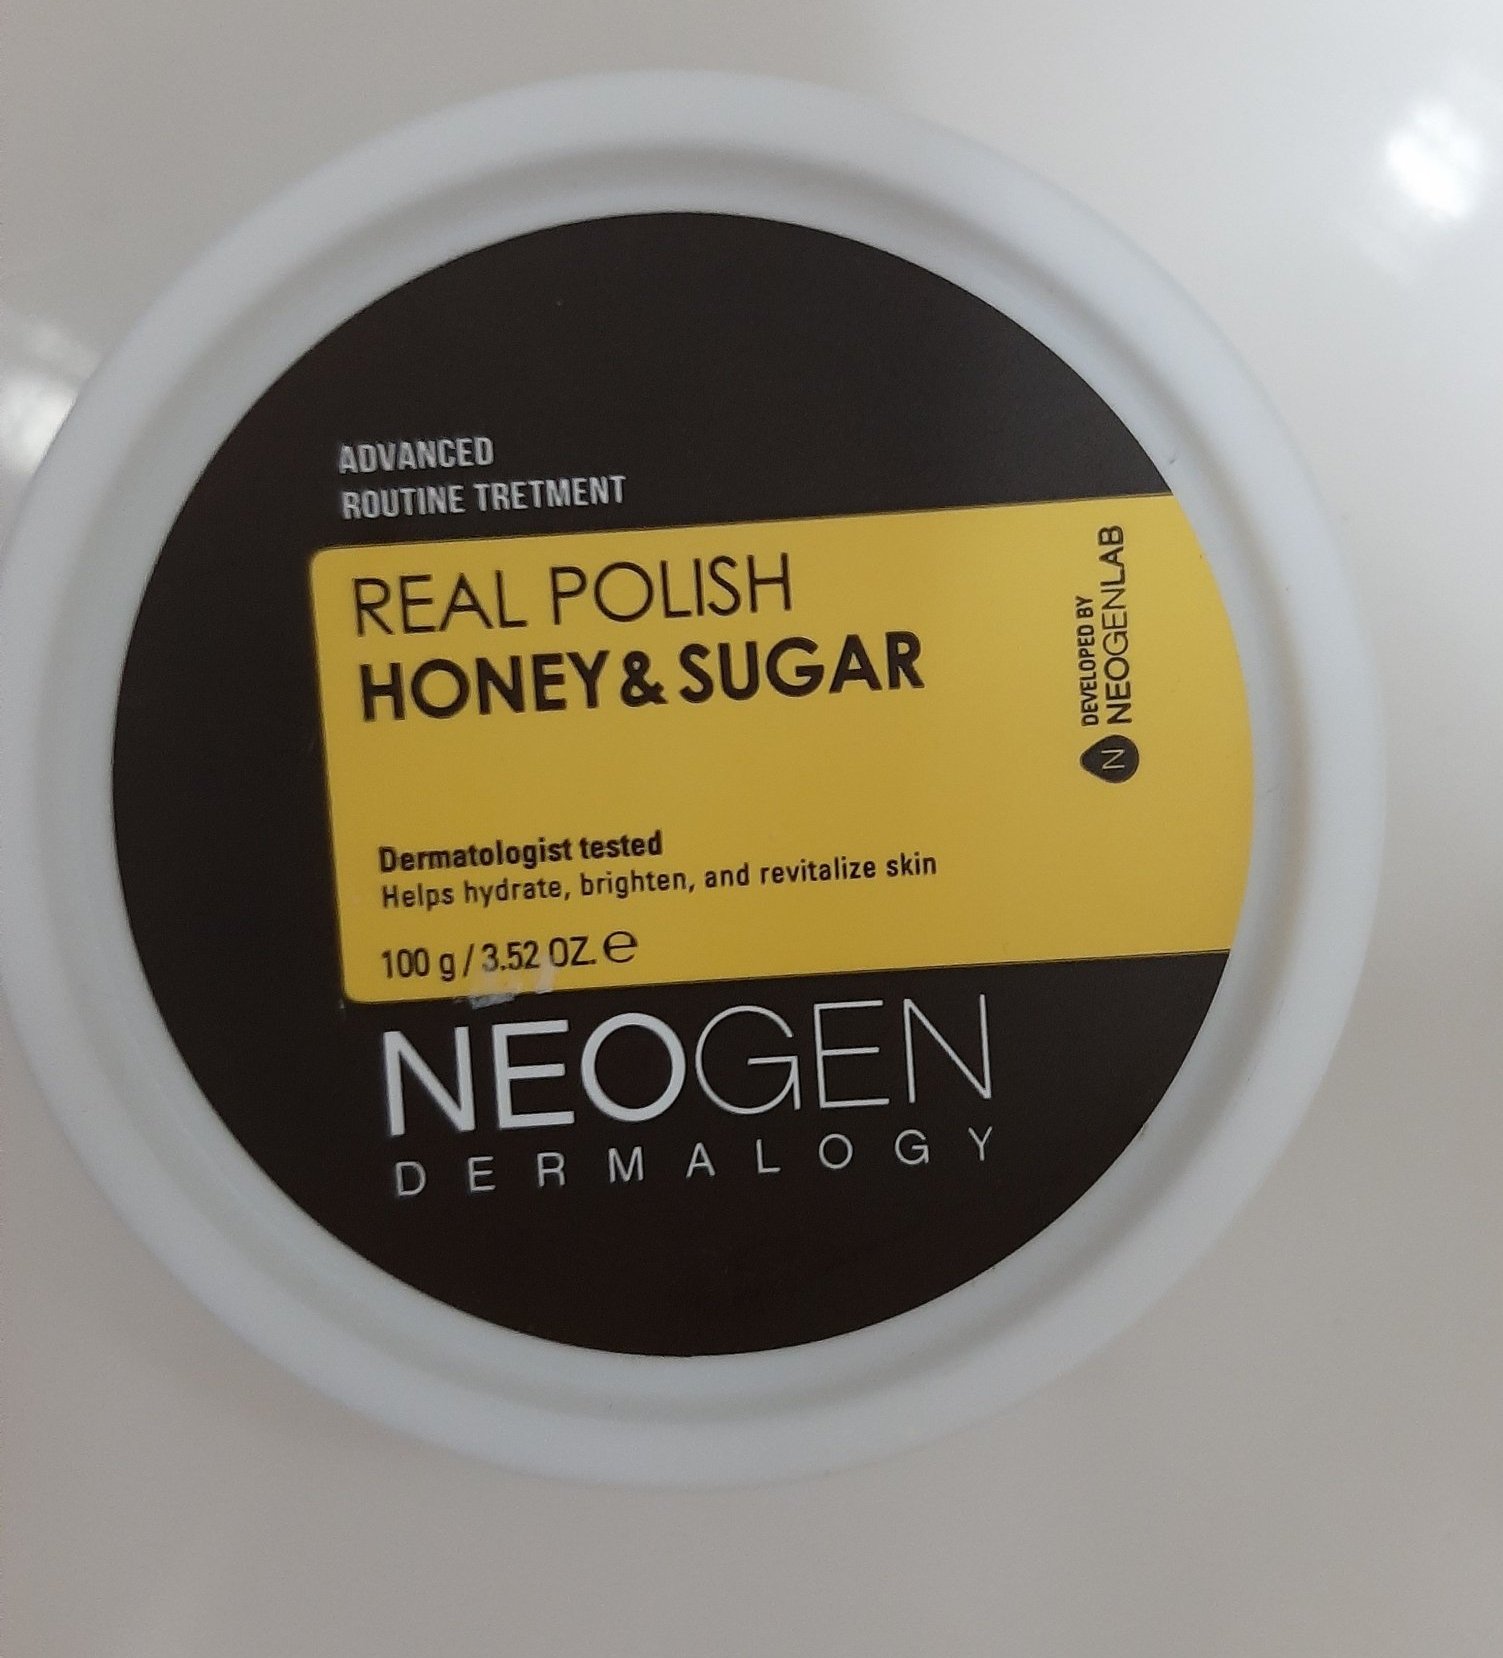 ADVANCED
ROUTINE TRETMENT
REAL POLISH
HONEY & SUGAR
DEVELOPED BY
NEOGENLAB
N
Dermatologist tested
Helps hydrate, brighten, and revitalize skin
100 g / 3.52 OZ. ℮
NEOGEN
DERMALOGY